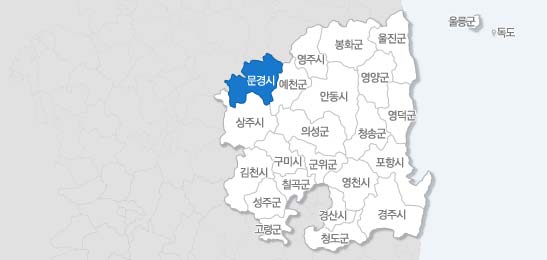 울릉군
독도
울진군
봉화군
영주시
문경시
예천군
영양군
안동시
영덕군
상주시
의성군
청송군
구미시
군위군
포항시
김천시
칠곡군
영천시
성주군
경산시
경주시
고령군
청도군